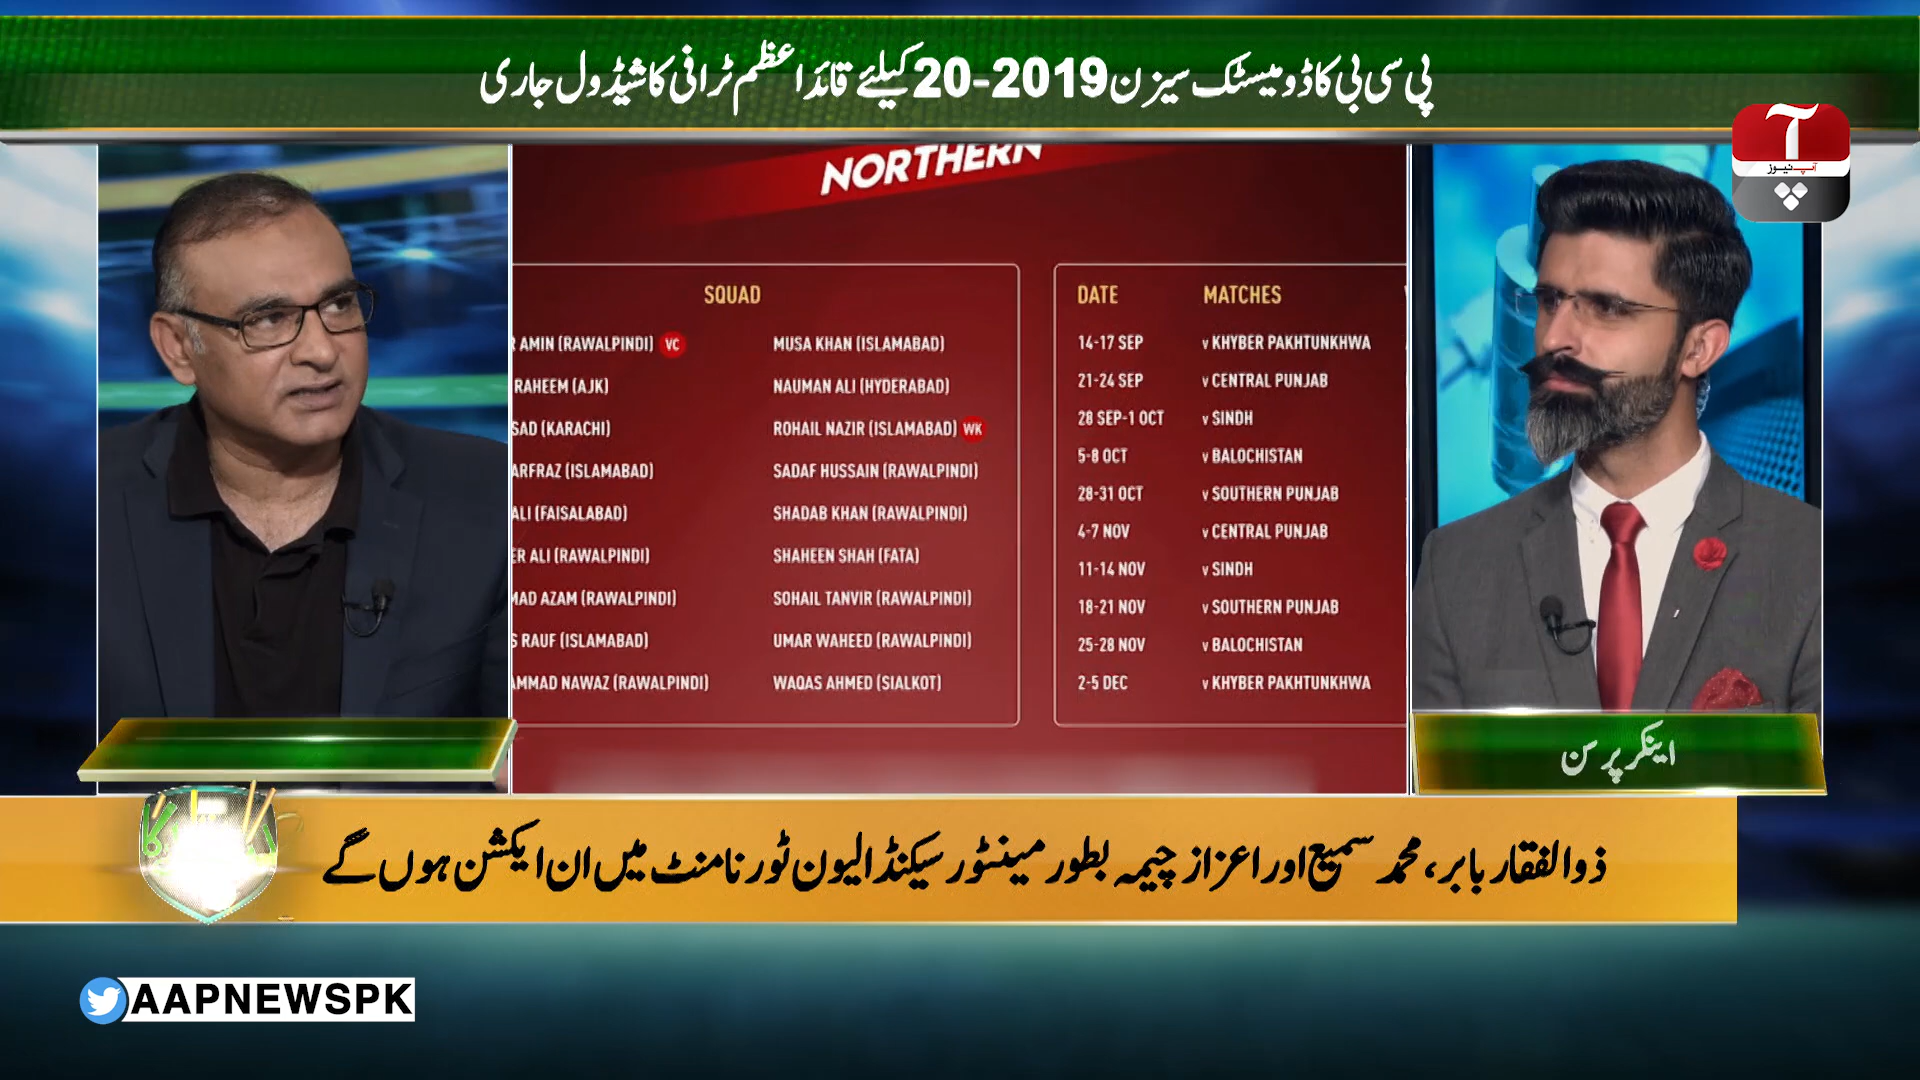 پی سی بی کا ڈومیسٹک سیزن 2019-20 کیلئے قائداعظم ٹرافی کا شیڈول جاری
آپ نیوز
NORTHERN
SQUAD
AMIN (RAWALPINDI) VC MUSA KHAN (ISLAMABAD)
RAHEEM (AJK) NAUMAN ALI (HYDERABAD)
SAD (KARACHI) ROHAIL NAZIR (ISLAMABAD) WK
ARFRAZ (ISLAMABAD) SADAF HUSSAIN (RAWALPINDI)
ALI (FAISALABAD) SHADAB KHAN (RAWALPINDI)
ER ALI (RAWALPINDI) SHAHEEN SHAH (FATA)
MAD AZAM (RAWALPINDI) SOHAIL TANVIR (RAWALPINDI)
S RAUF (ISLAMABAD) UMAR WAHEED (RAWALPINDI)
AMMAD NAWAZ (RAWALPINDI) WAQAS AHMED (SIALKOT)
DATE MATCHES
14-17 SEP v KHYBER PAKHTUNKHWA
21-24 SEP v CENTRAL PUNJAB
28 SEP-1 OCT v SINDH
5-8 OCT v BALOCHISTAN
28-31 OCT v SOUTHERN PUNJAB
4-7 NOV v CENTRAL PUNJAB
11-14 NOV v SINDH
18-21 NOV v SOUTHERN PUNJAB
25-28 NOV v BALOCHISTAN
2-5 DEC v KHYBER PAKHTUNKHWA
اینکر پرسن
ذوالفقار بابر، محمد سمیع اور اعزاز چیمہ بطور مینٹور سیکنڈ الیون ٹورنامنٹ میں ان ایکشن ہوں گے
AAPNEWSPK